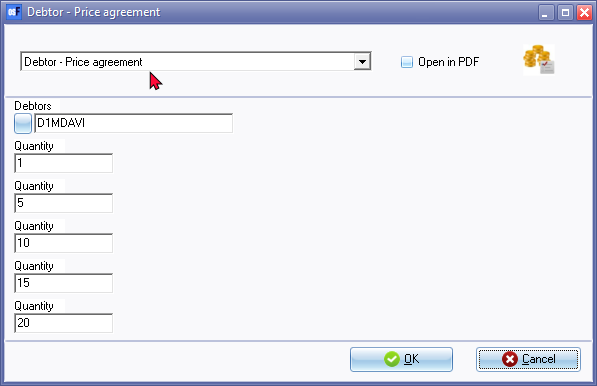 Debtor - Price agreement
Debtor - Price agreement
Open in PDF
Debtors
D1MDAVI
Quantity
1
Quantity
5
Quantity
10
Quantity
15
Quantity
20
OK
Cancel